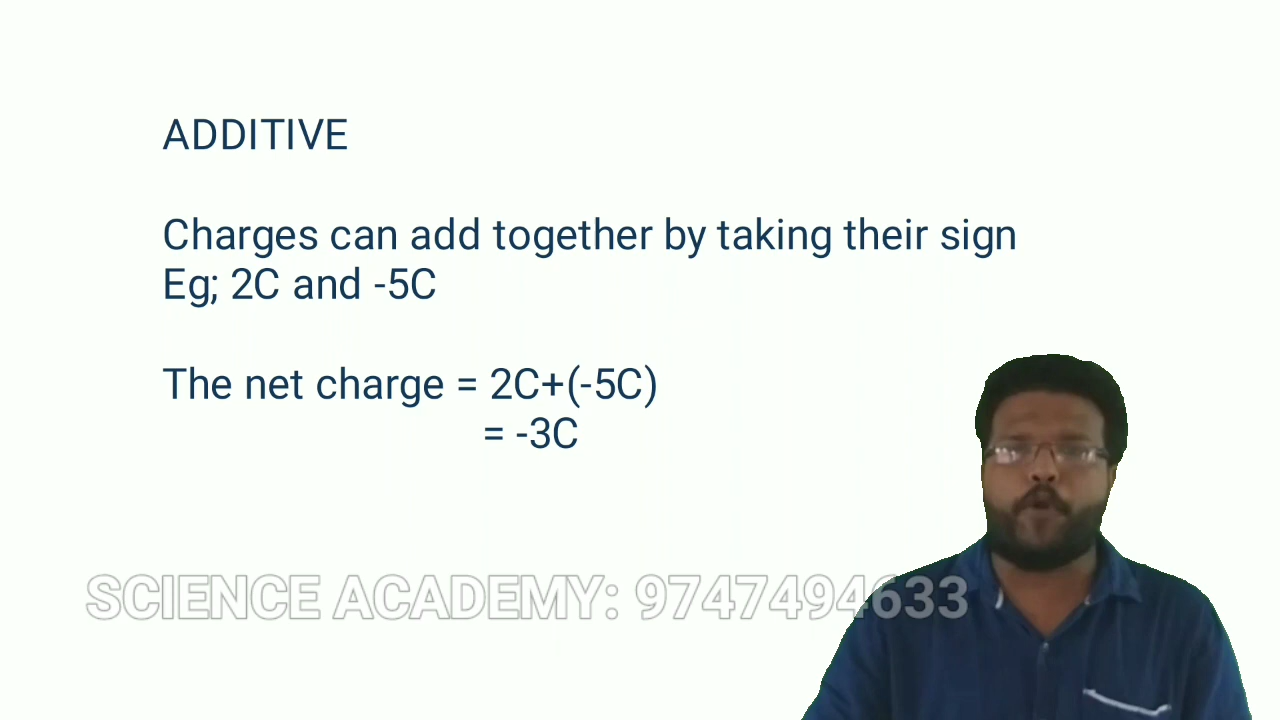 ADDITIVE
Charges can add together by taking their sign
Eg; 2C and -5C
The net charge = 2C+(-5C)
= -3C
SCIENCE ACADEMY: 9747494633